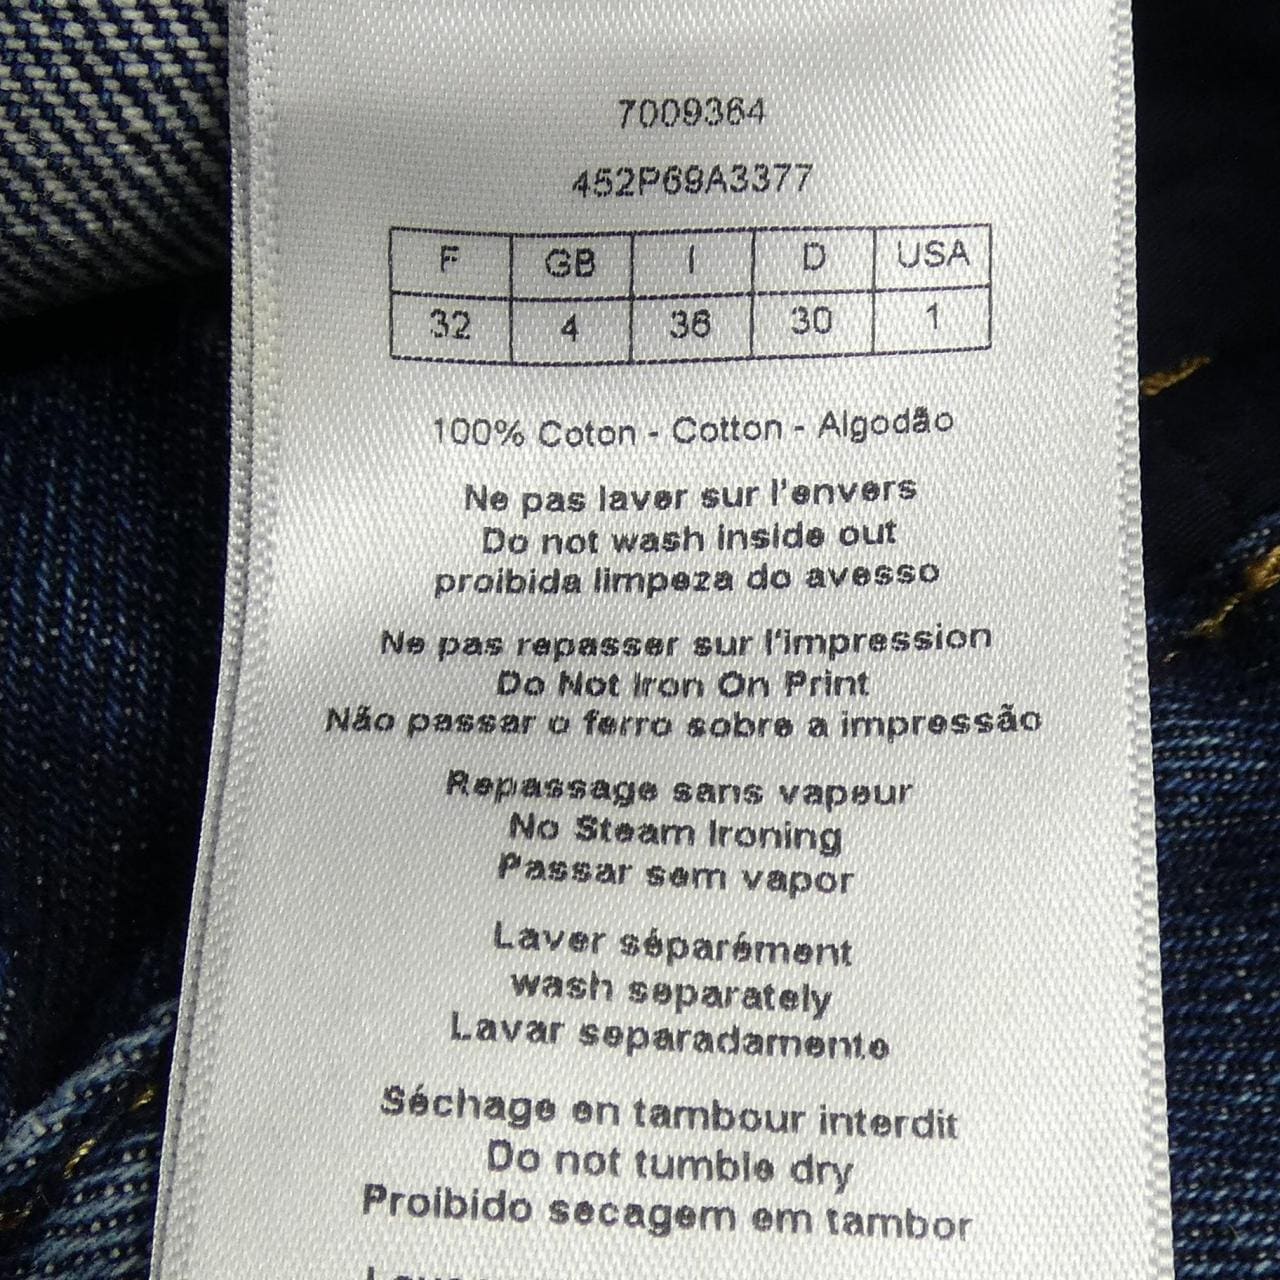 7009364
452P69A3377
F GB I D USA
32 4 36 30 1
100% Coton - Cotton - Algodão
Ne pas laver sur l'envers
Do not wash inside out
proibida limpeza do avesso
Ne pas repasser sur l'impression
Do Not Iron On Print
Não passar o ferro sobre a impressão
Repassage sans vapeur
No Steam Ironing
Passar sem vapor
Laver séparément
wash separately
Lavar separadamente
Séchage en tambour interdit
Do not tumble dry
Proibido secagem em tambor